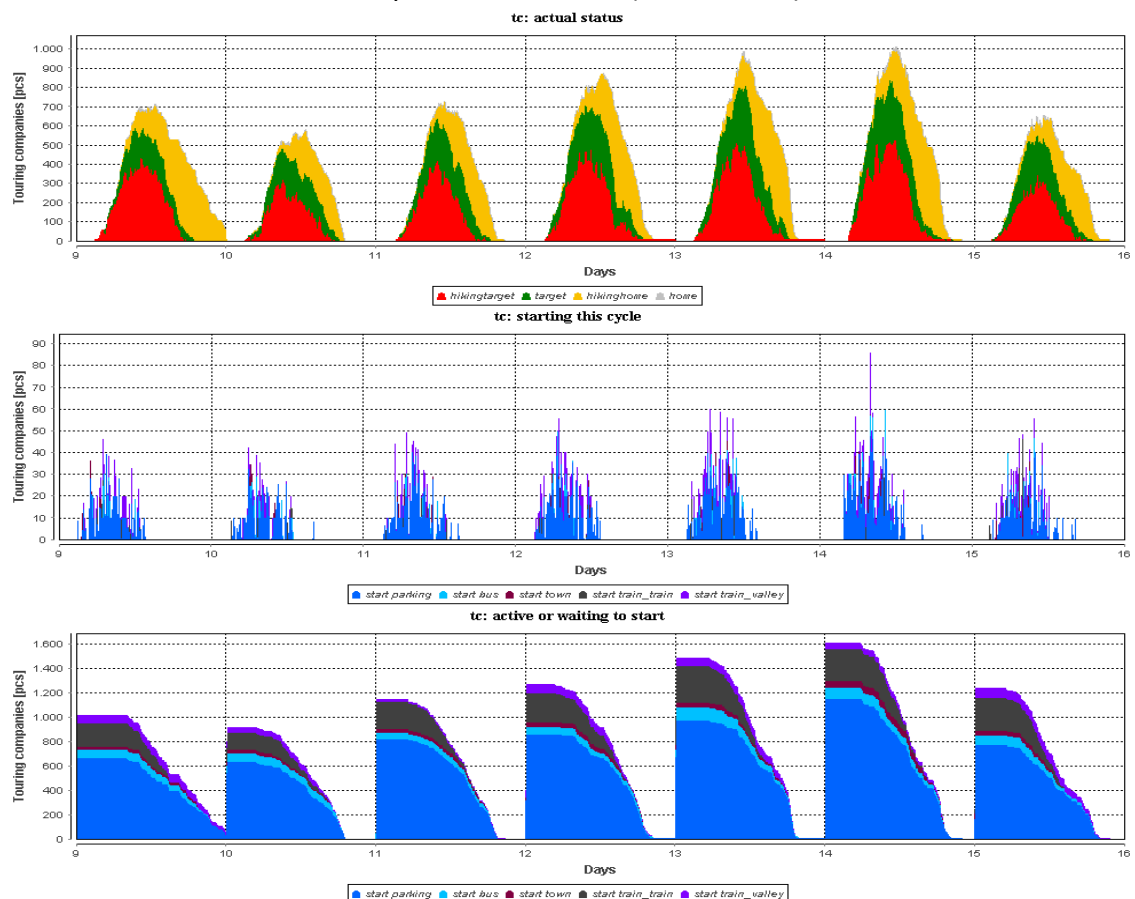 tc: actual status
Touring companies [pcs]
1.000
900
800
700
600
500
400
300
200
100
0
9 10 11 12 13 14 15 16
Days
hikingtarget target hikinghome home
tc: starting this cycle
Touring companies [pcs]
90
80
70
60
50
40
30
20
10
0
9 10 11 12 13 14 15 16
Days
start parking start bus start town start train_train start train_valley
tc: active or waiting to start
Touring companies [pcs]
1.600
1.400
1.200
1.000
800
600
400
200
0
9 10 11 12 13 14 15 16
Days
start parking start bus start town start train_train start train_valley